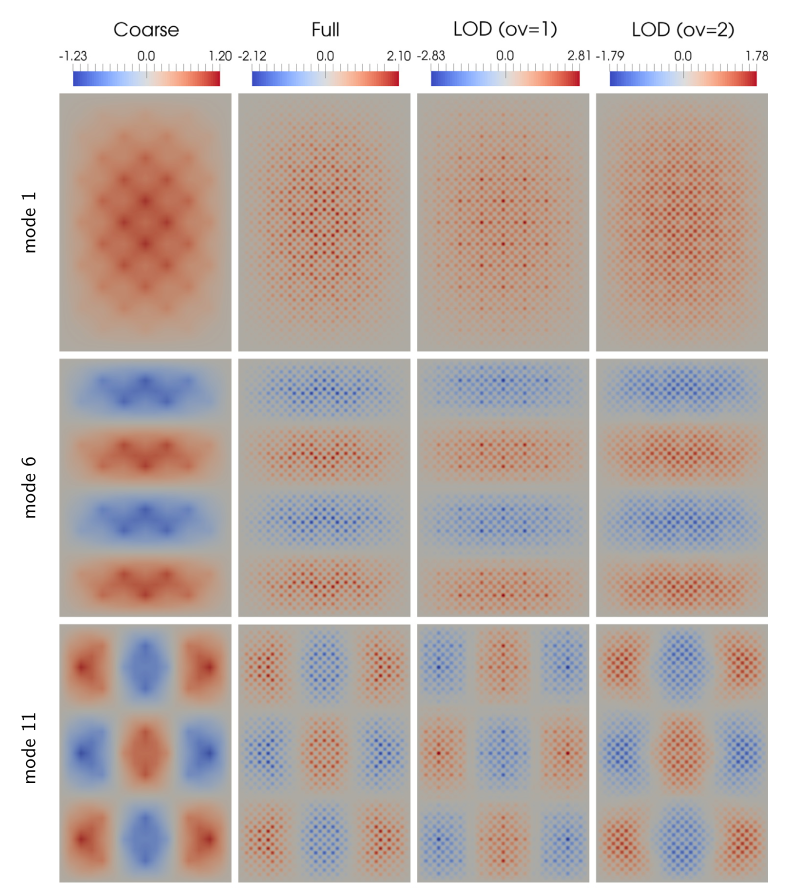 Coarse Full LOD (ov=1) LOD (ov=2)
-1.23 0.0 1.20 -2.12 0.0 2.10 -2.83 0.0 2.81 -1.79 0.0 1.78
mode 1
mode 6
mode 11